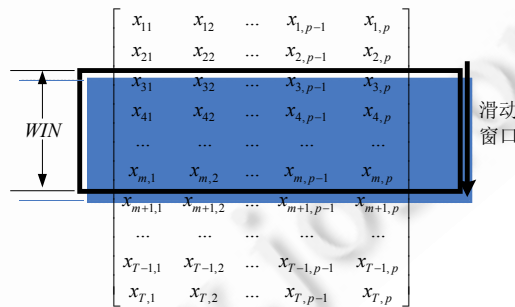 x11 x12 ... x1,p−1 x1,p
x21 x22 ... x2,p−1 x2,p
x31 x32 ... x3,p−1 x3,p
x41 x42 ... x4,p−1 x4,p
... ... ... ...
xm,1 xm,2 ... xm,p−1 xm,p
xm+1,1 xm+1,2 ... xm+1,p−1 xm+1,p
... ... ... ...
xT−1,1 xT−1,2 ... xT−1,p−1 xT−1,p
xT,1 xT,2 ... xT,p−1 xT,p
WIN
滑动
窗口